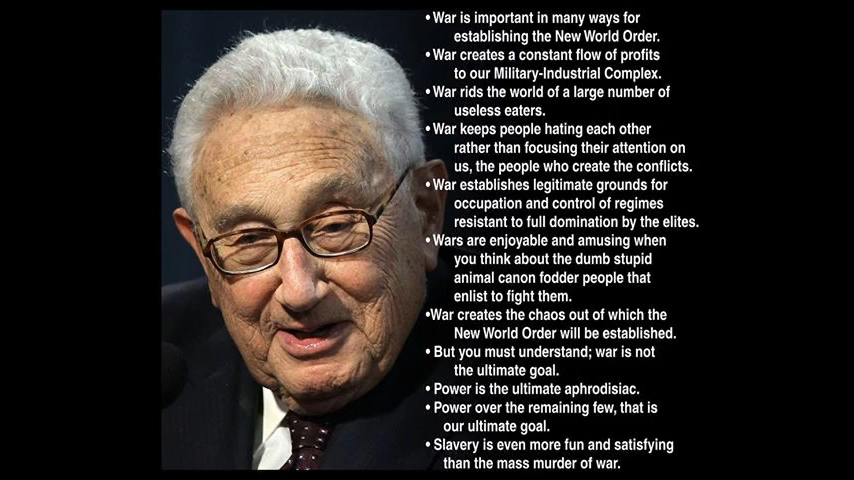 • War is important in many ways for
establishing the New World Order.
• War creates a constant flow of profits
to our Military-Industrial Complex.
• War rids the world of a large number of
useless eaters.
• War keeps people hating each other
rather than focusing their attention on
us, the people who create the conflicts.
• War establishes legitimate grounds for
occupation and control of regimes
resistant to full domination by the elites.
• Wars are enjoyable and amusing when
you think about the dumb stupid
animal canon fodder people that
enlist to fight them.
•War creates the chaos out of which the
New World Order will be established.
• But you must understand; war is not
the ultimate goal.
• Power is the ultimate aphrodisiac.
• Power over the remaining few, that is
our ultimate goal.
• Slavery is even more fun and satisfying
than the mass murder of war.